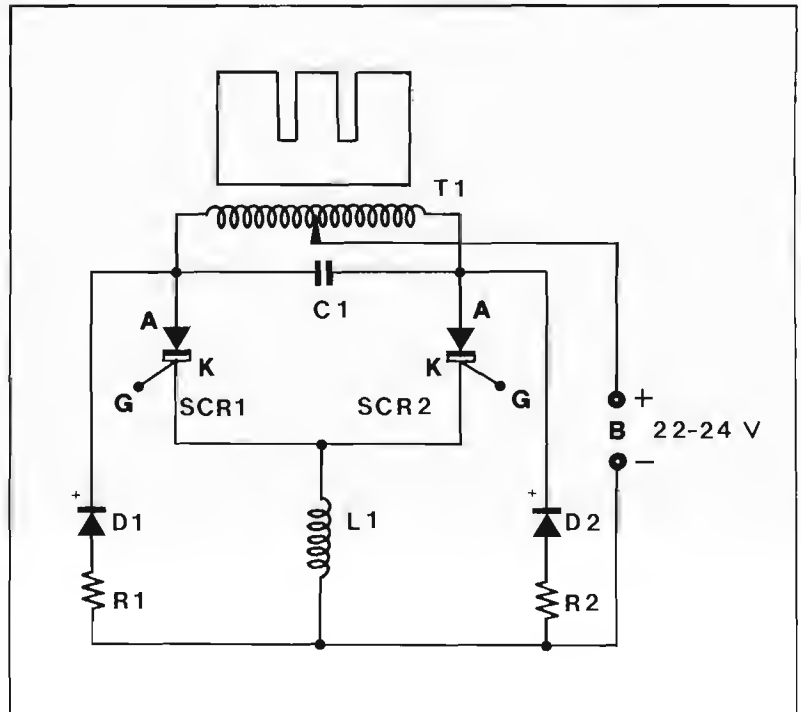 T1
C1
A
A
K
K
G
G
SCR1
SCR2
+
B 22-24 V
−
+
D1
L1
+
D2
R1
R2